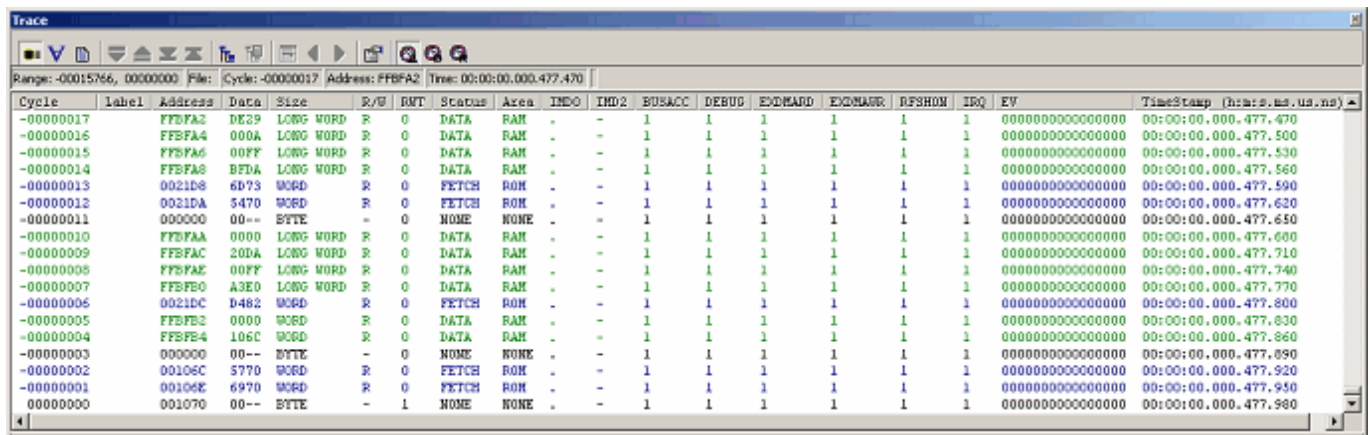 Trace
Range: -00015766, 00000000 File: Cycle: -00000017 Address: FFBFA2 Time: 00:00:00.000.477.470
Cycle Label Address Data Size R/W RWT Status Area IMDO IMD2 BUSACC DEBUG EXDMARD EXDMAWR RFSHON IRQ EV TimeStamp (h:m:s.ms.us.ns)
-00000017 FFBFA2 DE29 LONG WORD R 0 DATA RAM . - 1 1 1 1 1 1 0000000000000000 00:00:00.000.477.470
-00000016 FFBFA4 000A LONG WORD R 0 DATA RAM . - 1 1 1 1 1 1 0000000000000000 00:00:00.000.477.500
-00000015 FFBFA6 00FF LONG WORD R 0 DATA RAM . - 1 1 1 1 1 1 0000000000000000 00:00:00.000.477.530
-00000014 FFBFA8 BFDA LONG WORD R 0 DATA RAM . - 1 1 1 1 1 1 0000000000000000 00:00:00.000.477.560
-00000013 0021D8 6D73 WORD R 0 FETCH ROM . - 1 1 1 1 1 1 0000000000000000 00:00:00.000.477.590
-00000012 0021DA 5470 WORD R 0 FETCH ROM . - 1 1 1 1 1 1 0000000000000000 00:00:00.000.477.620
-00000011 000000 00-- BYTE - 0 NONE NONE . - 1 1 1 1 1 1 0000000000000000 00:00:00.000.477.650
-00000010 FFBFAA 0000 LONG WORD R 0 DATA RAM . - 1 1 1 1 1 1 0000000000000000 00:00:00.000.477.680
-00000009 FFBFAC 20DA LONG WORD R 0 DATA RAM . - 1 1 1 1 1 1 0000000000000000 00:00:00.000.477.710
-00000008 FFBFAE 00FF LONG WORD R 0 DATA RAM . - 1 1 1 1 1 1 0000000000000000 00:00:00.000.477.740
-00000007 FFBFB0 A3E0 LONG WORD R 0 DATA RAM . - 1 1 1 1 1 1 0000000000000000 00:00:00.000.477.770
-00000006 0021DC D482 WORD R 0 FETCH ROM . - 1 1 1 1 1 1 0000000000000000 00:00:00.000.477.800
-00000005 FFBFB2 0000 WORD R 0 DATA RAM . - 1 1 1 1 1 1 0000000000000000 00:00:00.000.477.830
-00000004 FFBFB4 106C WORD R 0 DATA RAM . - 1 1 1 1 1 1 0000000000000000 00:00:00.000.477.860
-00000003 000000 00-- BYTE - 0 NONE NONE . - 1 1 1 1 1 1 0000000000000000 00:00:00.000.477.890
-00000002 00106C 5770 WORD R 0 FETCH ROM . - 1 1 1 1 1 1 0000000000000000 00:00:00.000.477.920
-00000001 00106E 6970 WORD R 0 FETCH ROM . - 1 1 1 1 1 1 0000000000000000 00:00:00.000.477.950
00000000 001070 00-- BYTE - 1 NONE NONE . - 1 1 1 1 1 1 0000000000000000 00:00:00.000.477.980